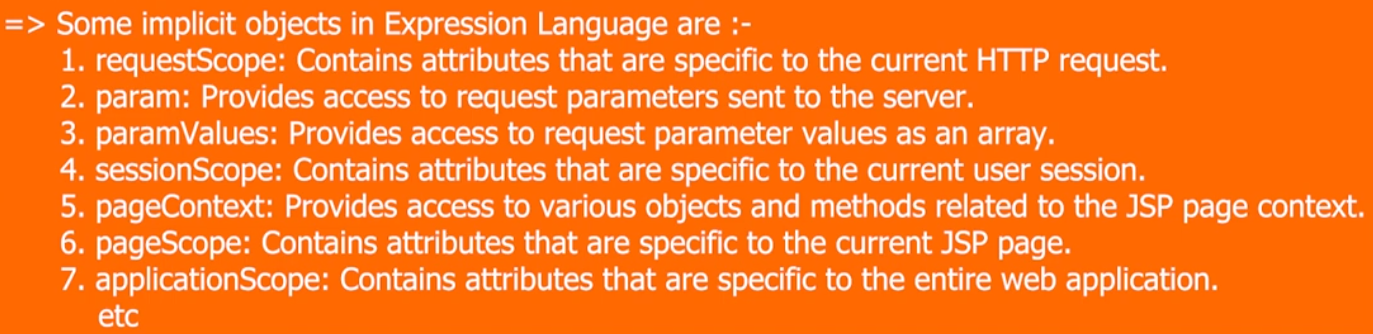 => Some implicit objects in Expression Language are :-
1. requestScope: Contains attributes that are specific to the current HTTP request.
2. param: Provides access to request parameters sent to the server.
3. paramValues: Provides access to request parameter values as an array.
4. sessionScope: Contains attributes that are specific to the current user session.
5. pageContext: Provides access to various objects and methods related to the JSP page context.
6. pageScope: Contains attributes that are specific to the current JSP page.
7. applicationScope: Contains attributes that are specific to the entire web application.
etc